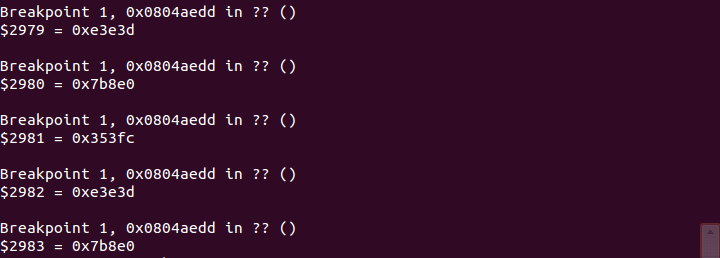 Breakpoint 1, 0x0804aedd in ?? ()
$2979 = 0xe3e3d
Breakpoint 1, 0x0804aedd in ?? ()
$2980 = 0x7b8e0
Breakpoint 1, 0x0804aedd in ?? ()
$2981 = 0x353fc
Breakpoint 1, 0x0804aedd in ?? ()
$2982 = 0xe3e3d
Breakpoint 1, 0x0804aedd in ?? ()
$2983 = 0x7b8e0